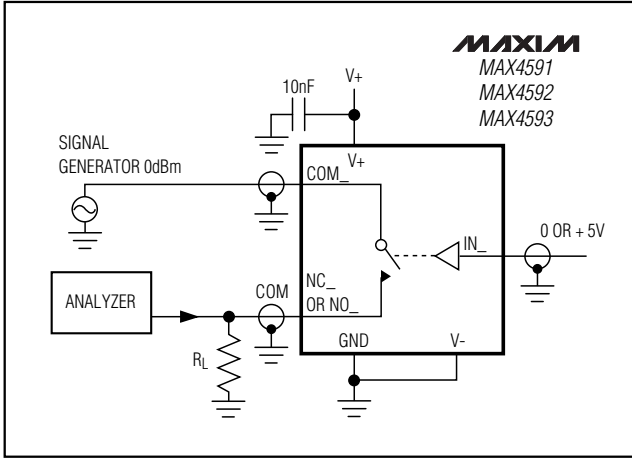 MAXIM
MAX4591
MAX4592
MAX4593
V+
10nF
SIGNAL
GENERATOR 0dBm
V+
COM_
IN_
0 OR + 5V
NC_
OR NO_
COM
ANALYZER
RL
GND
V-